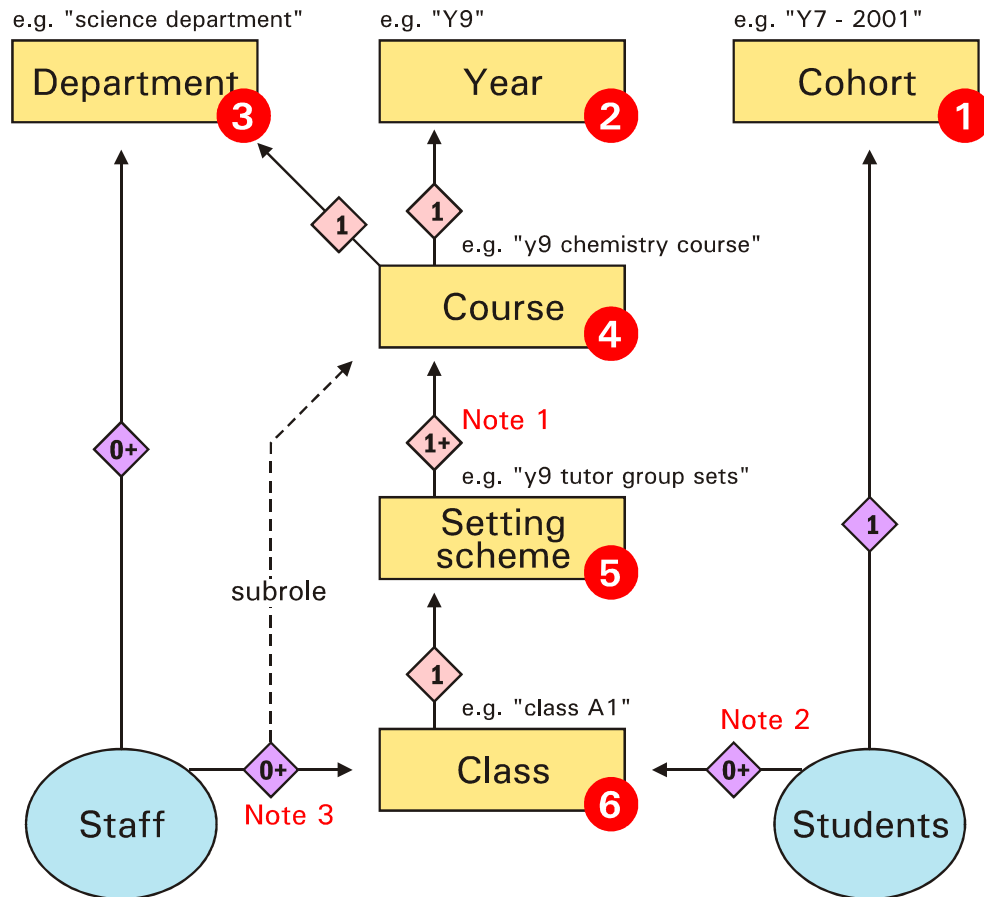 e.g. "science department"
e.g. "Y9"
e.g. "Y7 - 2001"
Department
3
Year
2
Cohort
1
1
1
e.g. "y9 chemistry course"
Course
4
Note 1
1+
0+
e.g. "y9 tutor group sets"
Setting
scheme
5
1
subrole
1
e.g. "class A1"
Note 2
0+
Class
6
0+
Note 3
Staff
Students